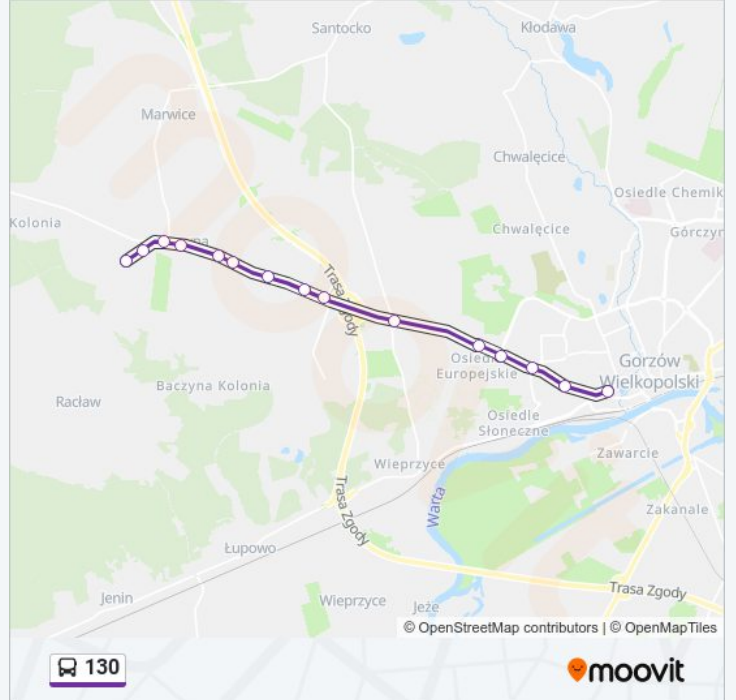 Santocko
Kłodawa
Marwice
Chwalęcice
Osiedle Chemik
Kolonia
Chwalęcice
Górczyn
na
Trasa Zgody
Osiedle
Europejskie
Gorzów
Wielkopolski
Baczyna Kolonia
Racław
Osiedle
Słoneczne
Wieprzyce
Zawarcie
Trasa Zgody
Warta
Zakanale
Łupowo
Jenin
Wieprzyce
Jeże
Trasa Zgody
© OpenStreetMap contributors | © OpenMapTiles
130
moovit